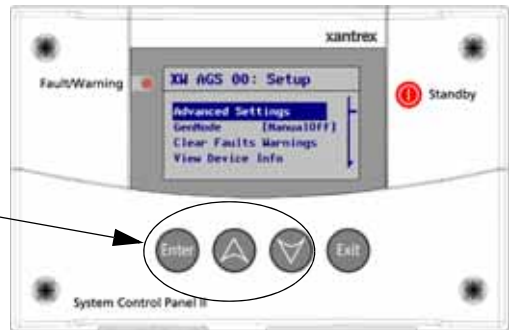 xantrex
Fault/Warning
XW AGS 00: Setup
Standby
Advanced Settings
GenMode [ManualOff]
Clear Faults Warnings
View Device Info
Enter
Exit
System Control Panel II